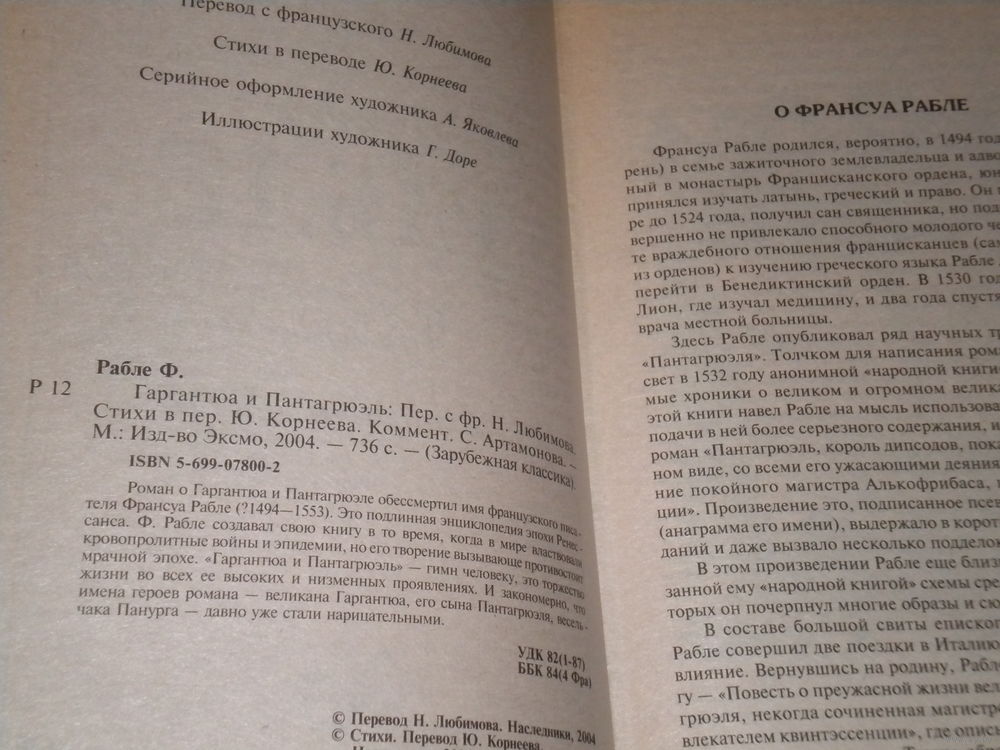 Перевод с французского Н. Любимова
Стихи в переводе Ю. Корнеева
Серийное оформление художника А. Яковлева
Иллюстрации художника Г. Доре
Рабле Ф.
Р 12
Гаргантюа и Пантагрюэль: Пер. с фр. Н. Любимова.
Стихи в пер. Ю. Корнеева. Коммент. С. Артамонова. –
М.: Изд-во Эксмо, 2004. — 736 с. — (Зарубежная классика).
ISBN 5-699-07800-2
Роман о Гаргантюа и Пантагрюэле обессмертил имя французского писа-
теля Франсуа Рабле (?1494—1553). Это подлинная энциклопедия эпохи Ренес-
санса. Ф. Рабле создавал свою книгу в то время, когда в мире властвовали
кровопролитные войны и эпидемии, но его творение вызывающе противостоит
мрачной эпохе. «Гаргантюа и Пантагрюэль» — гимн человеку, это торжество
жизни во всех ее высоких и низменных проявлениях. И закономерно, что
имена героев романа — великана Гаргантюа, его сына Пантагрюэля, весель-
чака Панурга — давно уже стали нарицательными.
УДК 82(1-87)
ББК 84(4 Фра)
© Перевод Н. Любимова. Наследники, 2004
© Стихи. Перевод Ю. Корнеева.
О ФРАНСУА РАБЛЕ
Франсуа Рабле родился, вероятно, в 1494 год
рень) в семье зажиточного землевладельца и адво
ный в монастырь Францисканского ордена, юн
принялся изучать латынь, греческий и право. Он
ре до 1524 года, получил сан священника, но под
вершенно не привлекало способного молодого че
те враждебного отношения францисканцев (сам
из орденов) к изучению греческого языка Рабле
перейти в Бенедиктинский орден. В 1530 год
Лион, где изучал медицину, и два года спустя
врача местной больницы.
Здесь Рабле опубликовал ряд научных тр
«Пантагрюэля». Толчком для написания ром
свет в 1532 году анонимной «народной книги
мые хроники о великом и огромном велика
этой книги навел Рабле на мысль использова
подачи в ней более серьезного содержания, и
роман «Пантагрюэль, король дипсодов, пока
ном виде, со всеми его ужасающими деяния
ние покойного магистра Алькофрибаса,
ции». Произведение это, подписанное псев
(анаграмма его имени), выдержало в корот
даний и даже вызвало несколько подделок
В этом произведении Рабле еще близ
занной ему «народной книгой» схемы сре
торых он почерпнул многие образы и сю
В составе большой свиты епископ
Рабле совершил две поездки в Италию
влияние. Вернувшись на родину, Рабл
гу — «Повесть о преужасной жизни вел
грюэля, некогда сочиненная магистро
влекателем квинтэссенции», где опис